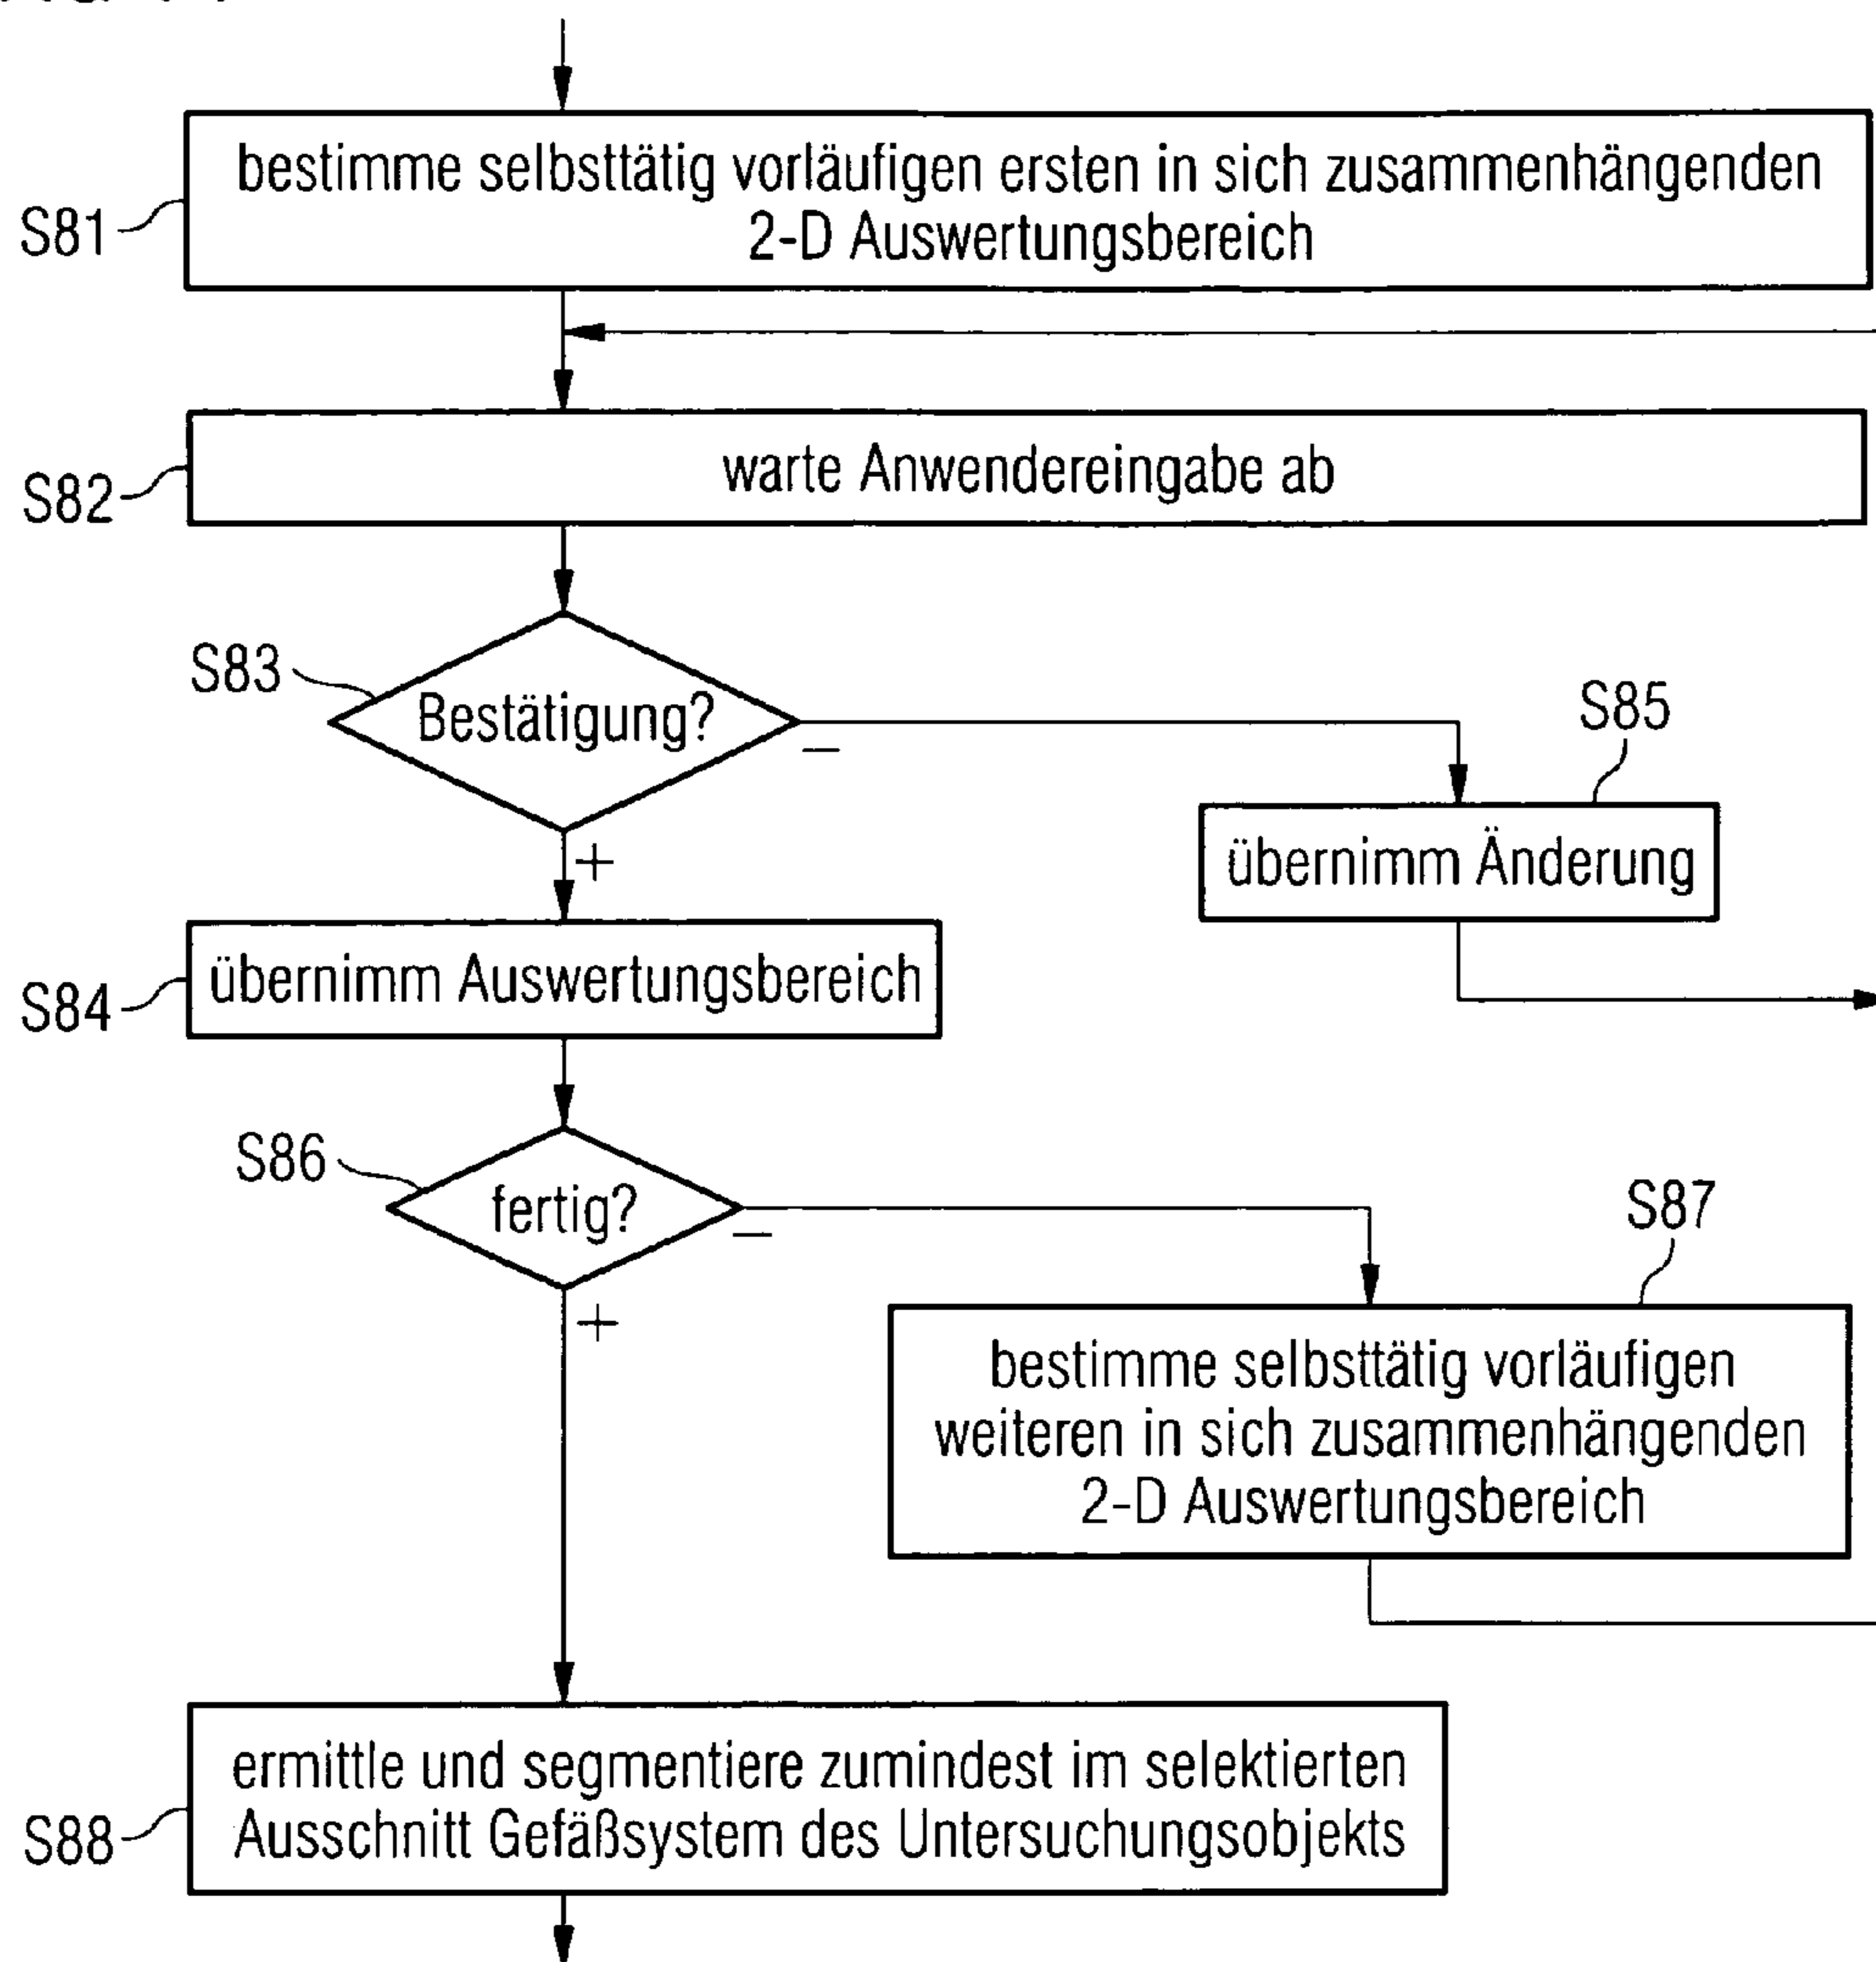 bestimme selbsttätig vorläufigen ersten in sich zusammenhängenden
2-D Auswertungsbereich
S81
warte Anwendereingabe ab
S82
S83
Bestätigung?
–
S85
übernimm Änderung
+
übernimm Auswertungsbereich
S84
S86
fertig?
–
S87
+
bestimme selbsttätig vorläufigen
weiteren in sich zusammenhängenden
2-D Auswertungsbereich
ermittle und segmentiere zumindest im selektierten
Ausschnitt Gefäßsystem des Untersuchungsobjekts
S88